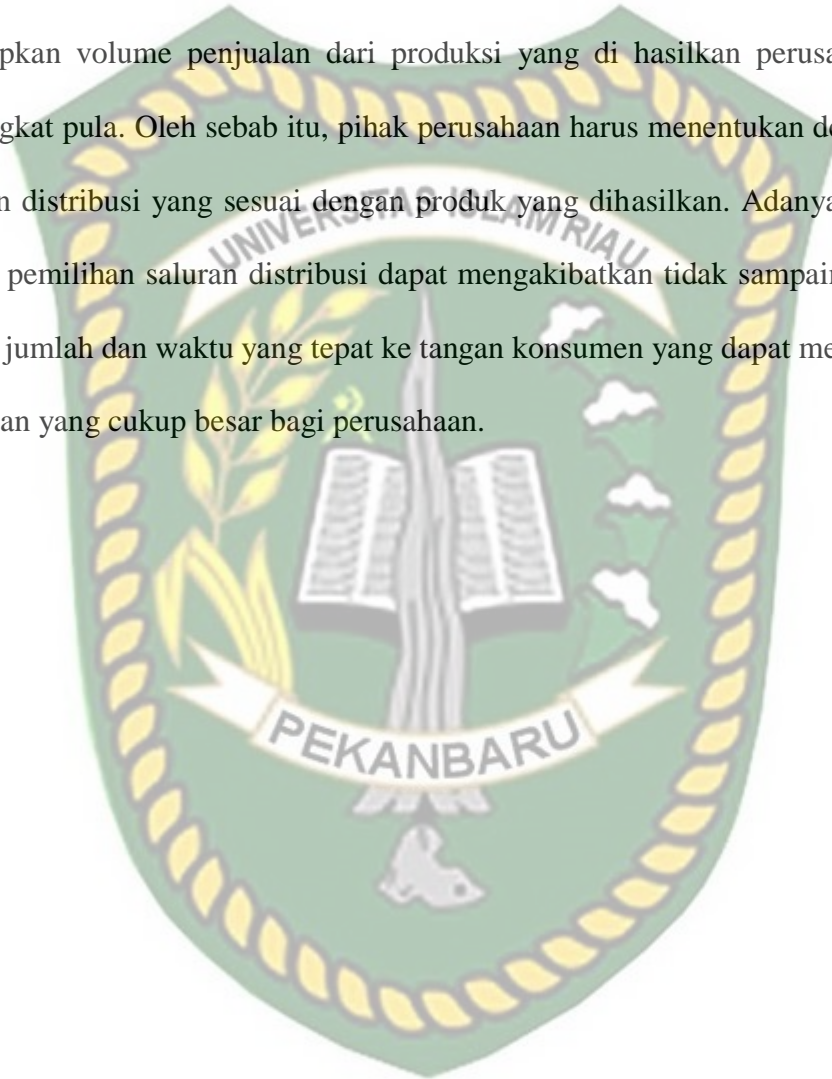 pkan volume penjualan dari produksi yang di hasilkan perusa
gkat pula. Oleh sebab itu, pihak perusahaan harus menentukan de
n distribusi yang sesuai dengan produk yang dihasilkan. Adanya
UNIVERSITAS ISLAM RIAU
pemilihan saluran distribusi dapat mengakibatkan tidak sampain
jumlah dan waktu yang tepat ke tangan konsumen yang dapat me
an yang cukup besar bagi perusahaan.
PEKANBARU